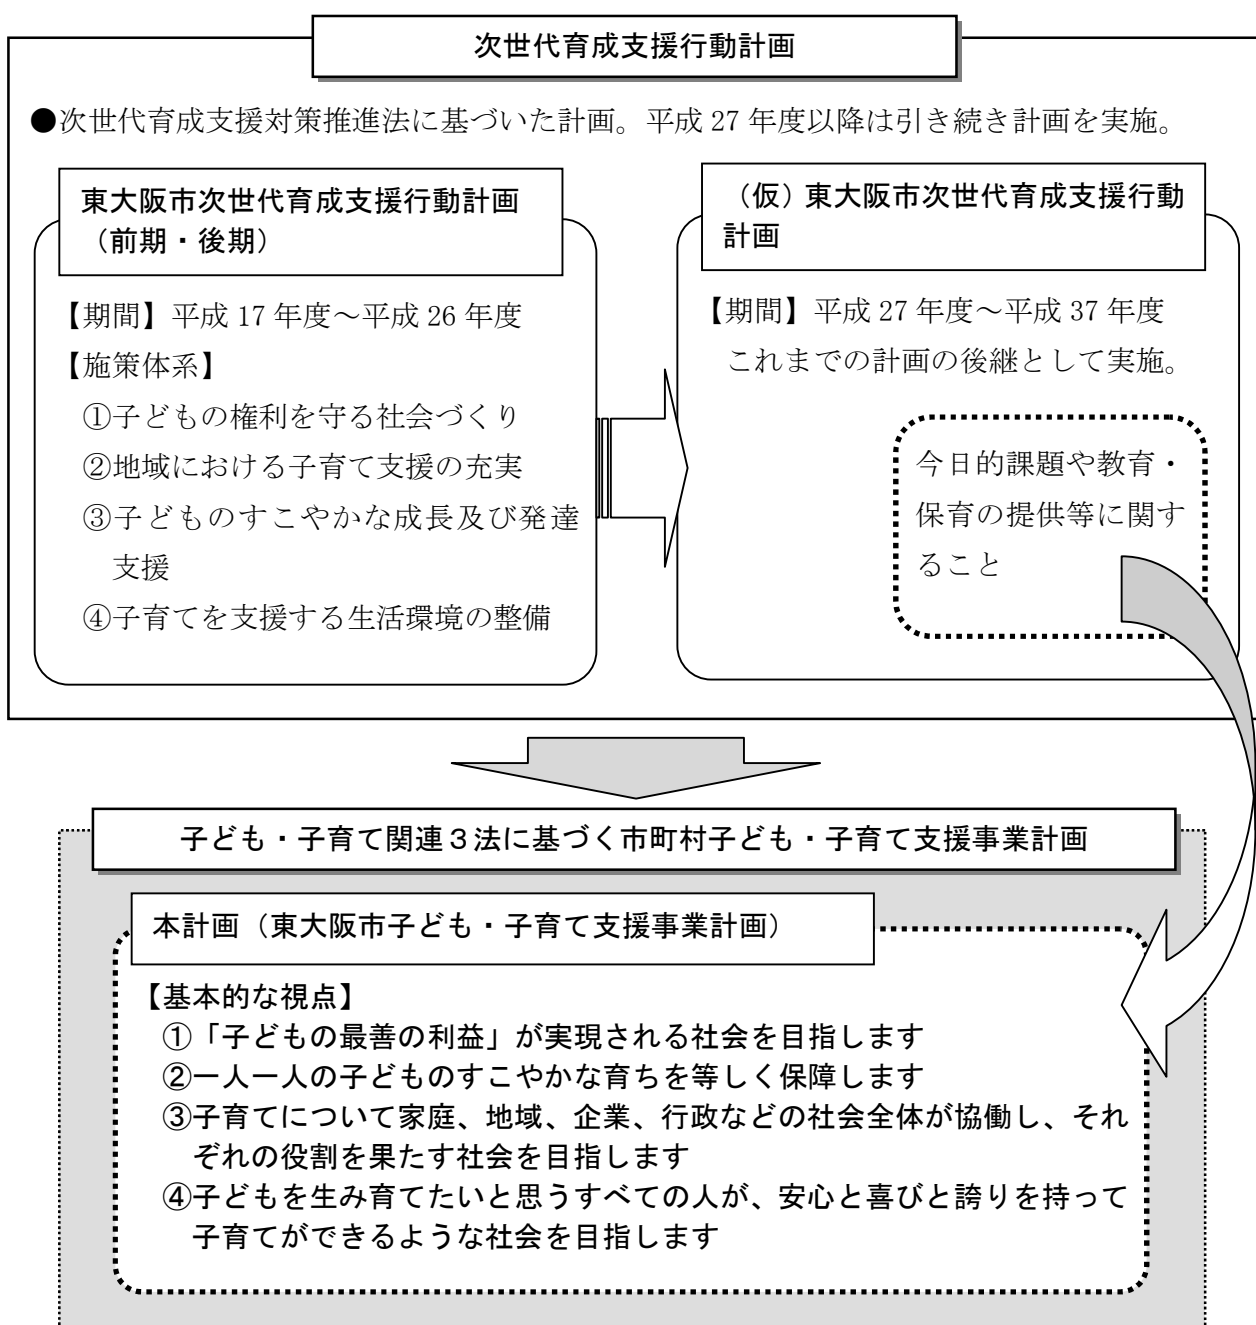 次世代育成支援行動計画
●次世代育成支援対策推進法に基づいた計画。平成 27 年度以降は引き続き計画を実施。
東大阪市次世代育成支援行動計画
（前期・後期）
【期間】平成 17 年度～平成 26 年度
【施策体系】
①子どもの権利を守る社会づくり
②地域における子育て支援の充実
③子どものすこやかな成長及び発達
支援
④子育てを支援する生活環境の整備
（仮）東大阪市次世代育成支援行動
計画
【期間】平成 27 年度～平成 37 年度
これまでの計画の後継として実施。
今日的課題や教育・
保育の提供等に関す
ること
子ども・子育て関連３法に基づく市町村子ども・子育て支援事業計画
本計画（東大阪市子ども・子育て支援事業計画）
【基本的な視点】
①「子どもの最善の利益」が実現される社会を目指します
②一人一人の子どものすこやかな育ちを等しく保障します
③子育てについて家庭、地域、企業、行政などの社会全体が協働し、それ
ぞれの役割を果たす社会を目指します
④子どもを生み育てたいと思うすべての人が、安心と喜びと誇りを持って
子育てができるような社会を目指します